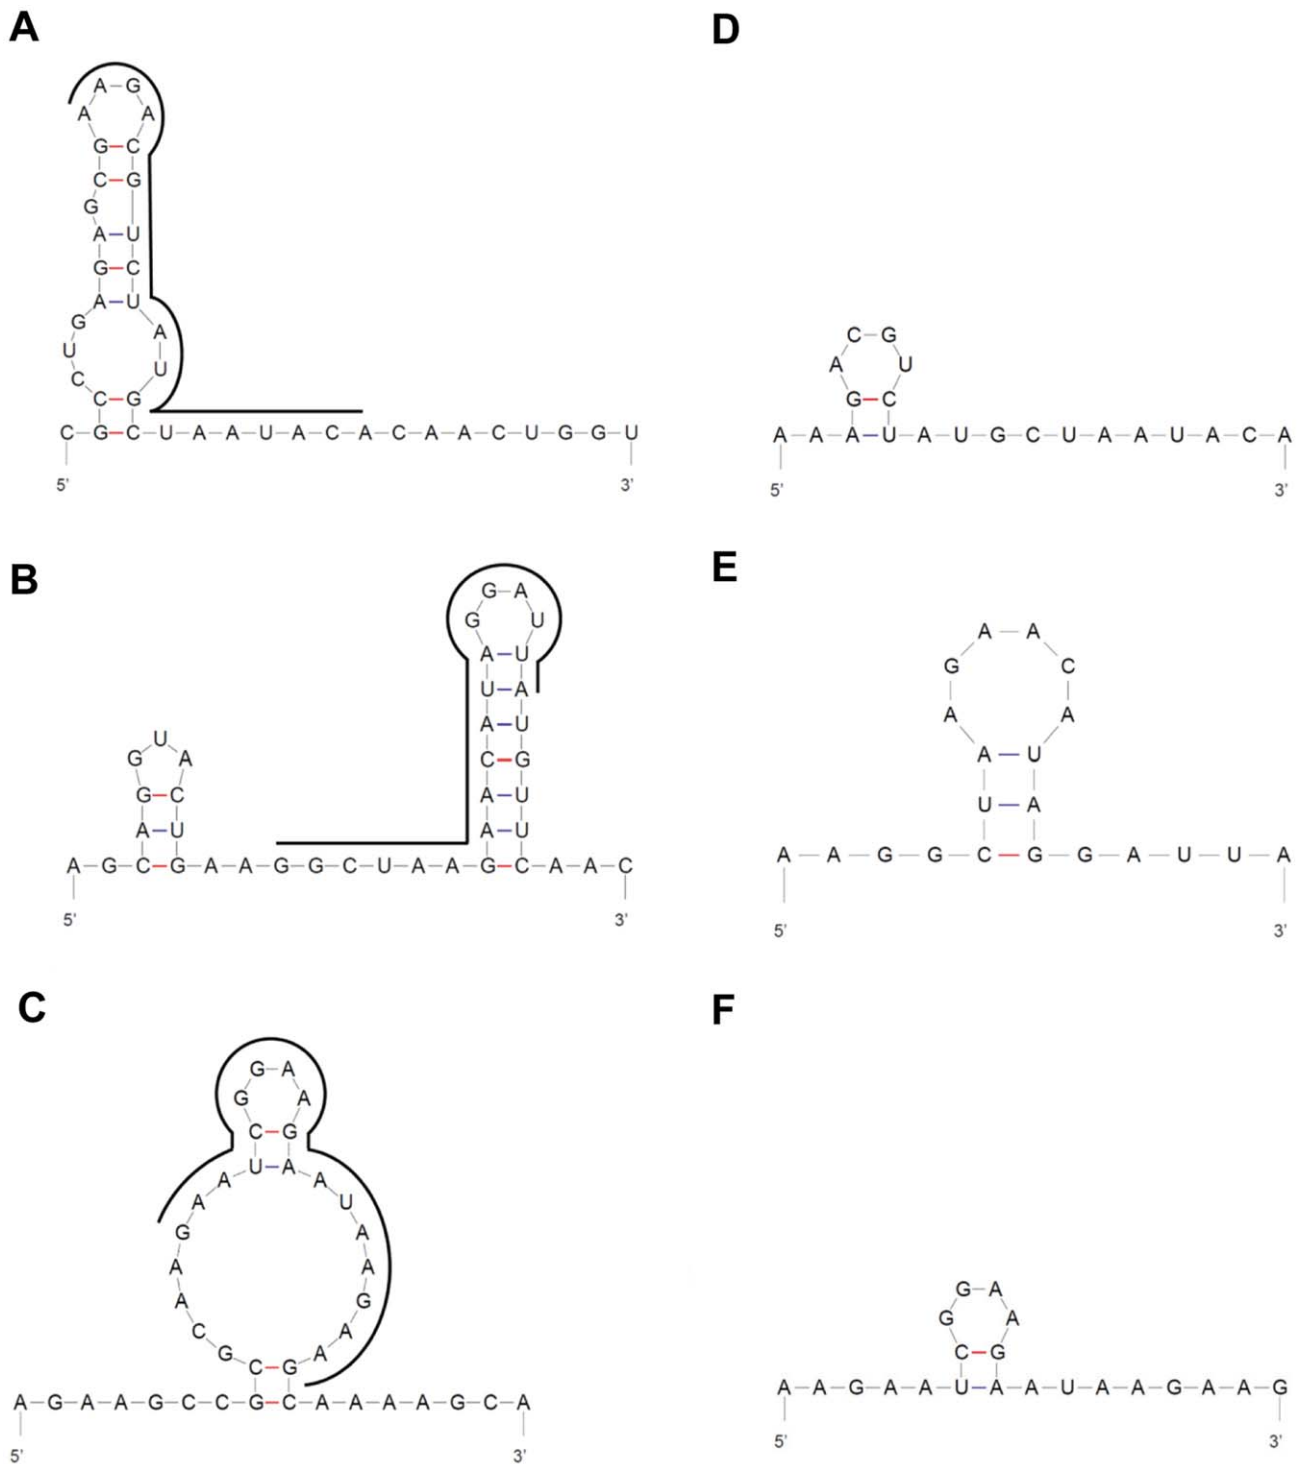 A
A G
A A
G C
C G
G
A U
G C
A U
G A
U U
C
C G
C G C U A A U A C A C A A C U G G U
5' 3'
B
G A
G U
A U
U A
A U
C G
A U
A U
U
G A
G C
A U
A G C G A A G G C U A A G C A A C
5' 3'
C
G A
G A
C G
U A
A A
A U
G A
A A
A G
C A
G A
C G
A G A A G C C G C A A A A G C A
5' 3'
D
C G
A U
G C
A A A U A U G C U A A U A C A
5' 3'
E
A A
G C
A A
A U
U A
A A G G C G G A U U A
5' 3'
F
G A
G A
C G
A A G A A U A A U A A G A A G
5' 3'